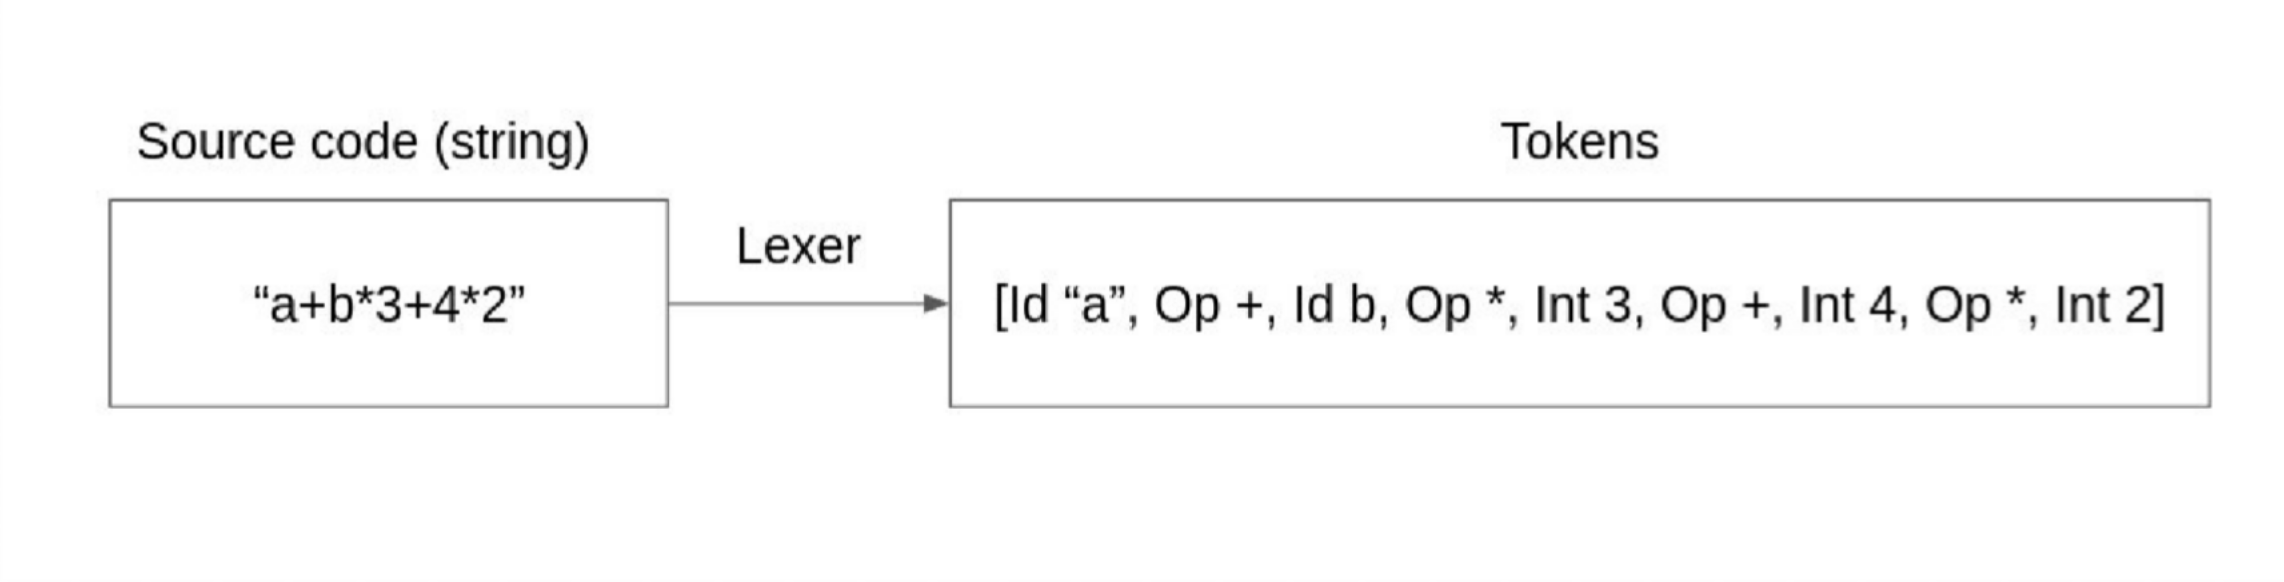 Source code (string)
Tokens
Lexer
“a+b*3+4*2”
[Id “a”, Op +, Id b, Op *, Int 3, Op +, Int 4, Op *, Int 2]